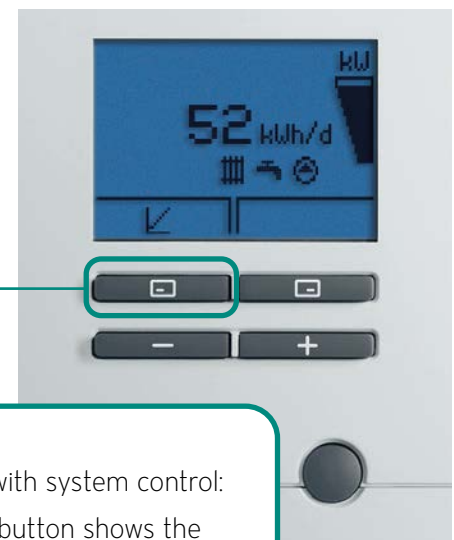 kW
52 kWh/d
− +
with system control:
button shows the